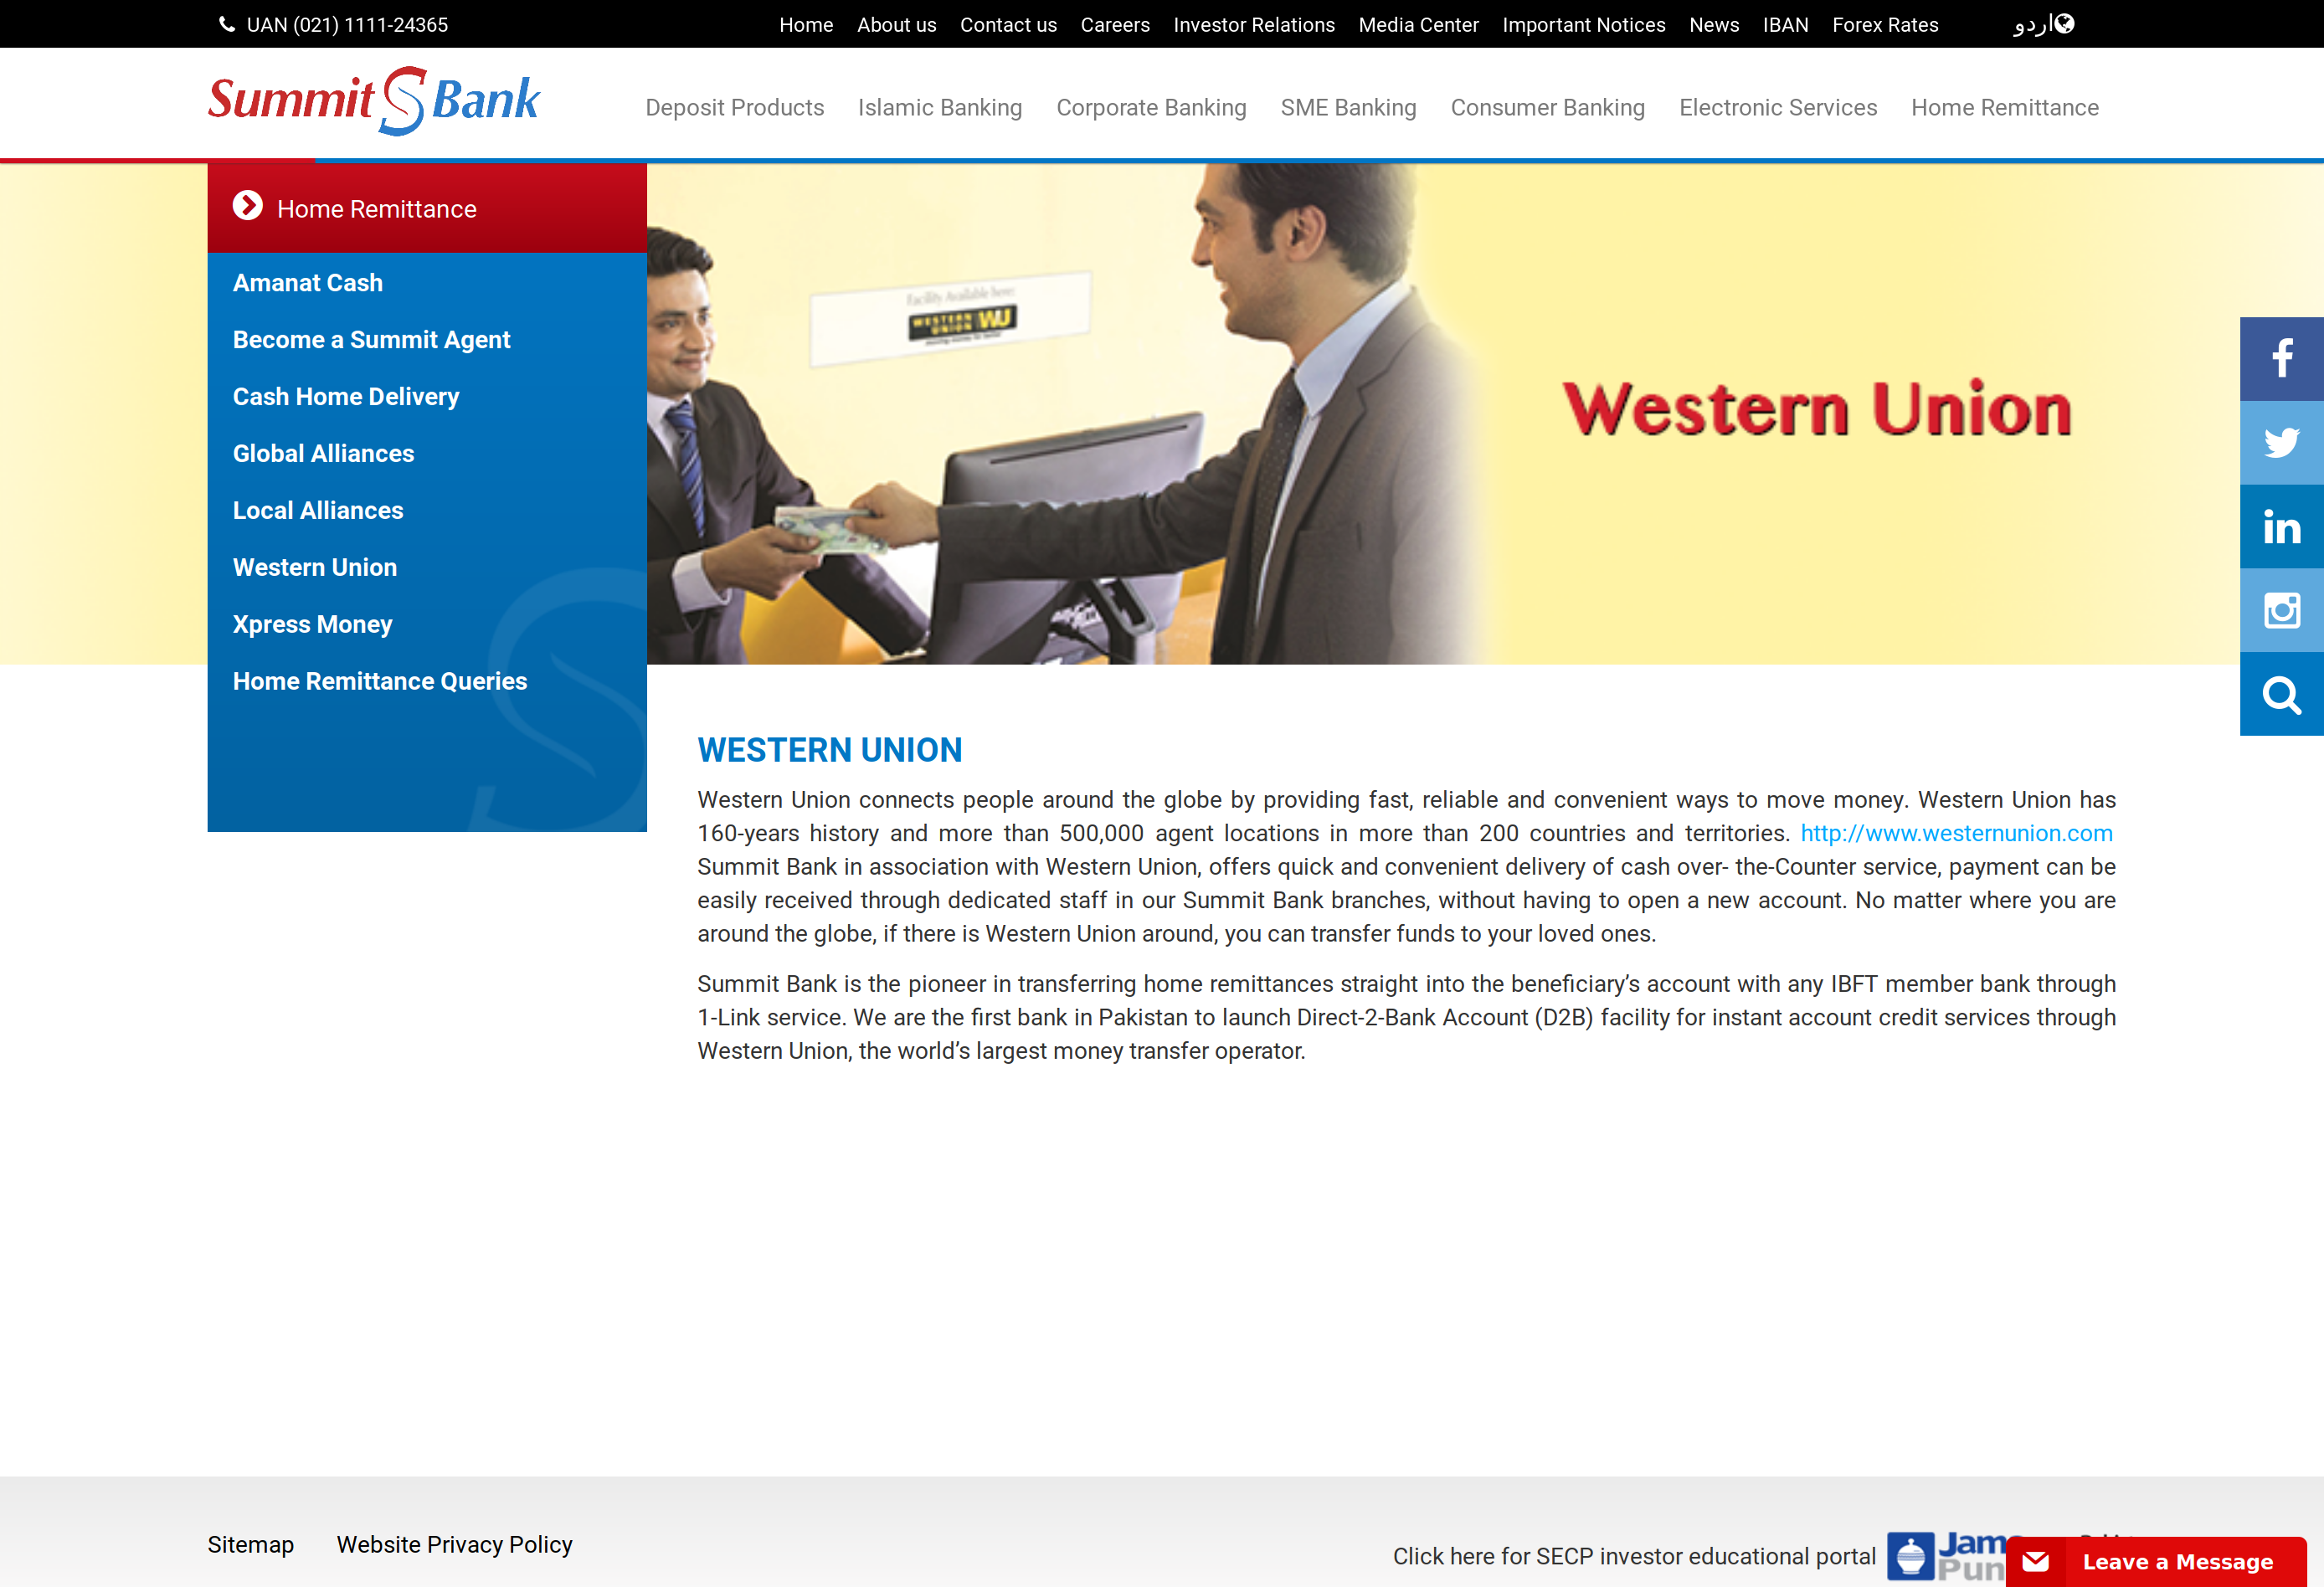 UAN (021) 1111-24365
Home About us Contact us Careers Investor Relations Media Center Important Notices News IBAN Forex Rates اردو
Summit S Bank
Deposit Products Islamic Banking Corporate Banking SME Banking Consumer Banking Electronic Services Home Remittance
Home Remittance
Amanat Cash
Become a Summit Agent
Cash Home Delivery
Global Alliances
Local Alliances
Western Union
Xpress Money
Home Remittance Queries
Facility Available here:
WESTERN UNION WU
Western Union
WESTERN UNION
Western Union connects people around the globe by providing fast, reliable and convenient ways to move money. Western Union has
160-years history and more than 500,000 agent locations in more than 200 countries and territories. http://www.westernunion.com
Summit Bank in association with Western Union, offers quick and convenient delivery of cash over- the-Counter service, payment can be
easily received through dedicated staff in our Summit Bank branches, without having to open a new account. No matter where you are
around the globe, if there is Western Union around, you can transfer funds to your loved ones.
Summit Bank is the pioneer in transferring home remittances straight into the beneficiary’s account with any IBFT member bank through
1-Link service. We are the first bank in Pakistan to launch Direct-2-Bank Account (D2B) facility for instant account credit services through
Western Union, the world’s largest money transfer operator.
Sitemap Website Privacy Policy
Click here for SECP investor educational portal
Leave a Message